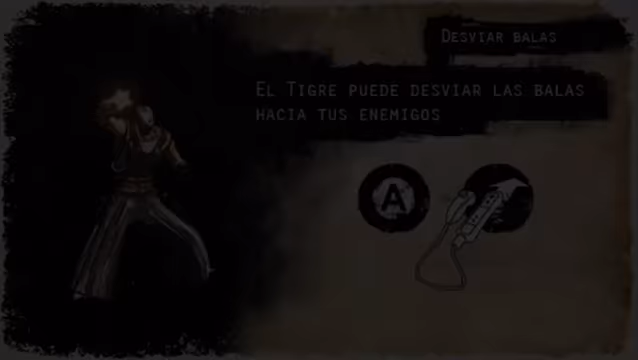 DESVIAR BALAS
EL TIGRE PUEDE DESVIAR LAS BALAS
HACIA TUS ENEMIGOS
A